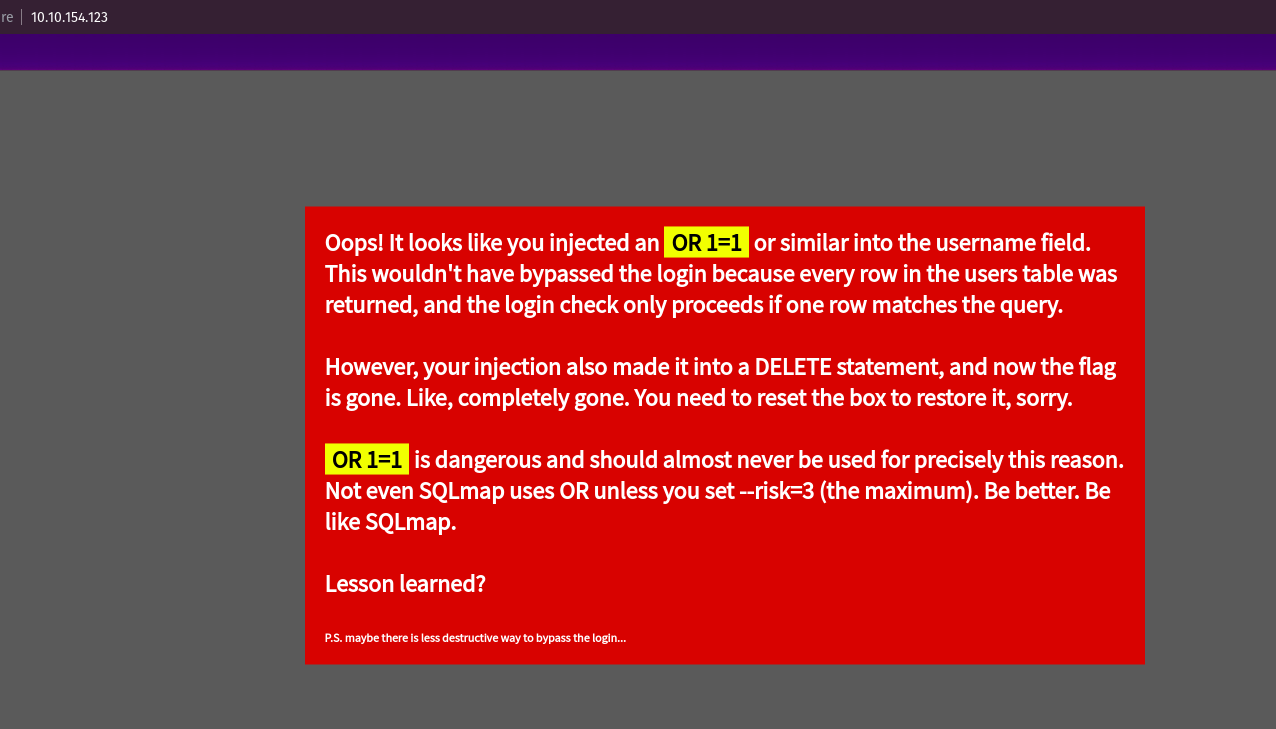 re
10.10.154.123
Oops! It looks like you injected an OR 1=1 or similar into the username field.
This wouldn't have bypassed the login because every row in the users table was
returned, and the login check only proceeds if one row matches the query.
However, your injection also made it into a DELETE statement, and now the flag
is gone. Like, completely gone. You need to reset the box to restore it, sorry.
OR 1=1 is dangerous and should almost never be used for precisely this reason.
Not even SQLmap uses OR unless you set --risk=3 (the maximum). Be better. Be
like SQLmap.
Lesson learned?
P.S. maybe there is less destructive way to bypass the login...